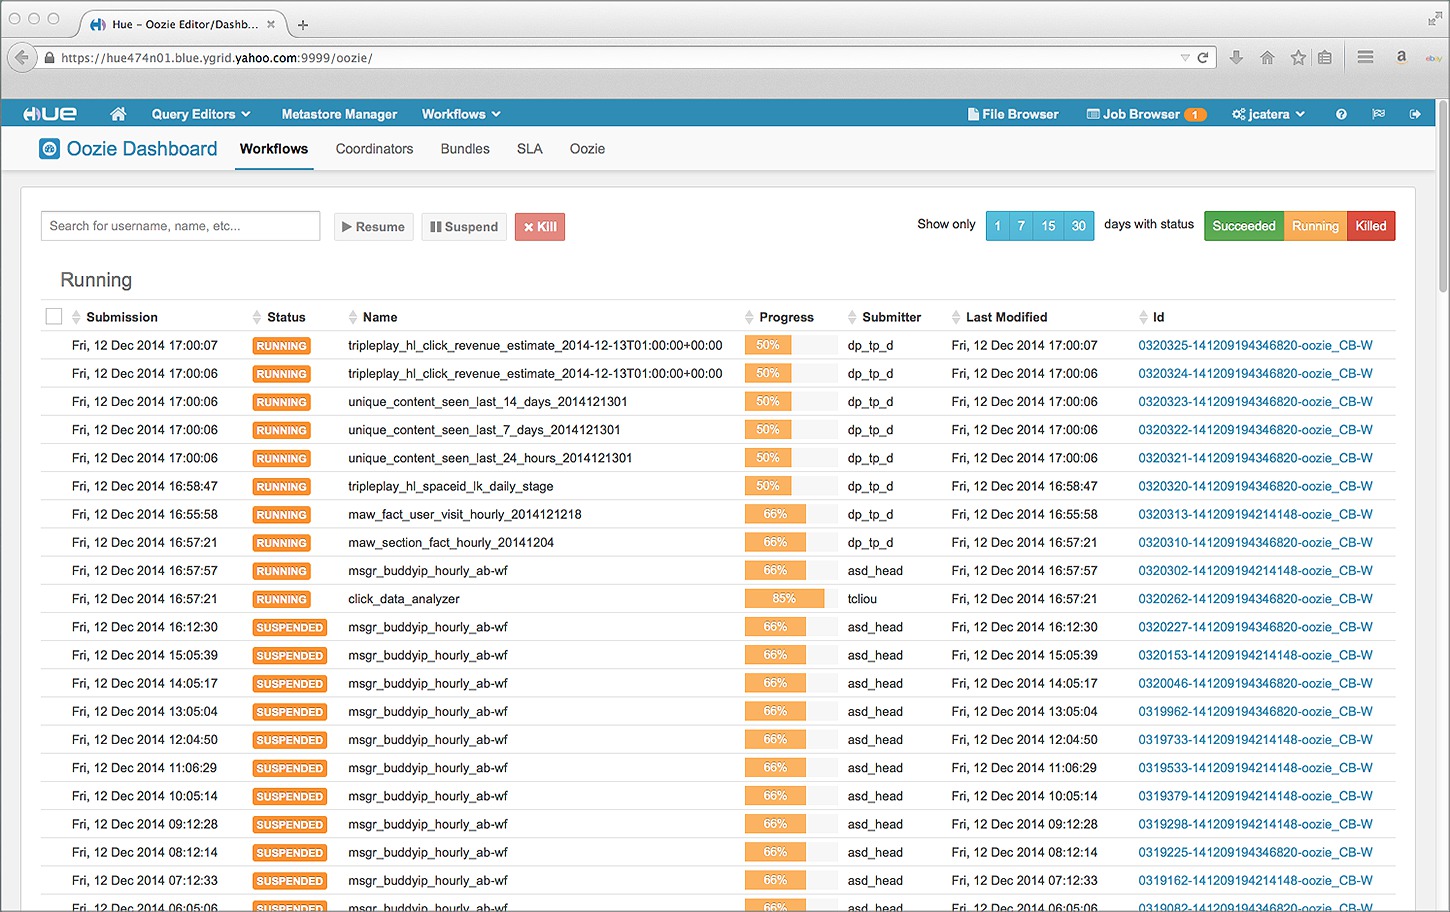 Hue - Oozie Editor/Dashb...
https://hue474n01.blue.ygrid.yahoo.com:9999/oozie/
a
ebay
HUE Query Editors Metastore Manager Workflows File Browser Job Browser 1 jcatera
Oozie Dashboard Workflows Coordinators Bundles SLA Oozie
Search for username, name, etc... Resume Suspend Kill Show only 1 7 15 30 days with status Succeeded Running Killed
Running
Submission Status Name Progress Submitter Last Modified Id
Fri, 12 Dec 2014 17:00:07 RUNNING tripleplay_hl_click_revenue_estimate_2014-12-13T01:00:00+00:00 50% dp_tp_d Fri, 12 Dec 2014 17:00:07 0320325-141209194346820-oozie_CB-W
Fri, 12 Dec 2014 17:00:06 RUNNING tripleplay_hl_click_revenue_estimate_2014-12-13T01:00:00+00:00 50% dp_tp_d Fri, 12 Dec 2014 17:00:06 0320324-141209194346820-oozie_CB-W
Fri, 12 Dec 2014 17:00:06 RUNNING unique_content_seen_last_14_days_2014121301 50% dp_tp_d Fri, 12 Dec 2014 17:00:06 0320323-141209194346820-oozie_CB-W
Fri, 12 Dec 2014 17:00:06 RUNNING unique_content_seen_last_7_days_2014121301 50% dp_tp_d Fri, 12 Dec 2014 17:00:06 0320322-141209194346820-oozie_CB-W
Fri, 12 Dec 2014 17:00:06 RUNNING unique_content_seen_last_24_hours_2014121301 50% dp_tp_d Fri, 12 Dec 2014 17:00:06 0320321-141209194346820-oozie_CB-W
Fri, 12 Dec 2014 16:58:47 RUNNING tripleplay_hl_spaceid_lk_daily_stage 50% dp_tp_d Fri, 12 Dec 2014 16:58:47 0320320-141209194346820-oozie_CB-W
Fri, 12 Dec 2014 16:55:58 RUNNING maw_fact_user_visit_hourly_2014121218 66% dp_tp_d Fri, 12 Dec 2014 16:55:58 0320313-141209194214148-oozie_CB-W
Fri, 12 Dec 2014 16:57:21 RUNNING maw_section_fact_hourly_20141204 66% dp_tp_d Fri, 12 Dec 2014 16:57:21 0320310-141209194346820-oozie_CB-W
Fri, 12 Dec 2014 16:57:57 RUNNING msgr_buddyip_hourly_ab-wf 66% asd_head Fri, 12 Dec 2014 16:57:57 0320302-141209194214148-oozie_CB-W
Fri, 12 Dec 2014 16:57:21 RUNNING click_data_analyzer 85% tcliou Fri, 12 Dec 2014 16:57:21 0320262-141209194346820-oozie_CB-W
Fri, 12 Dec 2014 16:12:30 SUSPENDED msgr_buddyip_hourly_ab-wf 66% asd_head Fri, 12 Dec 2014 16:12:30 0320227-141209194346820-oozie_CB-W
Fri, 12 Dec 2014 15:05:39 SUSPENDED msgr_buddyip_hourly_ab-wf 66% asd_head Fri, 12 Dec 2014 15:05:39 0320153-141209194214148-oozie_CB-W
Fri, 12 Dec 2014 14:05:17 SUSPENDED msgr_buddyip_hourly_ab-wf 66% asd_head Fri, 12 Dec 2014 14:05:17 0320046-141209194346820-oozie_CB-W
Fri, 12 Dec 2014 13:05:04 SUSPENDED msgr_buddyip_hourly_ab-wf 66% asd_head Fri, 12 Dec 2014 13:05:04 0319962-141209194346820-oozie_CB-W
Fri, 12 Dec 2014 12:04:50 SUSPENDED msgr_buddyip_hourly_ab-wf 66% asd_head Fri, 12 Dec 2014 12:04:50 0319733-141209194214148-oozie_CB-W
Fri, 12 Dec 2014 11:06:29 SUSPENDED msgr_buddyip_hourly_ab-wf 66% asd_head Fri, 12 Dec 2014 11:06:29 0319533-141209194214148-oozie_CB-W
Fri, 12 Dec 2014 10:05:14 SUSPENDED msgr_buddyip_hourly_ab-wf 66% asd_head Fri, 12 Dec 2014 10:05:14 0319379-141209194214148-oozie_CB-W
Fri, 12 Dec 2014 09:12:28 SUSPENDED msgr_buddyip_hourly_ab-wf 66% asd_head Fri, 12 Dec 2014 09:12:28 0319298-141209194214148-oozie_CB-W
Fri, 12 Dec 2014 08:12:14 SUSPENDED msgr_buddyip_hourly_ab-wf 66% asd_head Fri, 12 Dec 2014 08:12:14 0319225-141209194346820-oozie_CB-W
Fri, 12 Dec 2014 07:12:33 SUSPENDED msgr_buddyip_hourly_ab-wf 66% asd_head Fri, 12 Dec 2014 07:12:33 0319162-141209194214148-oozie_CB-W
Fri, 12 Dec 2014 06:05:06 SUSPENDED msgr_buddyip_hourly_ab-wf 66% asd_head Fri, 12 Dec 2014 06:05:06 0319082-141209194346820-oozie_CB-W